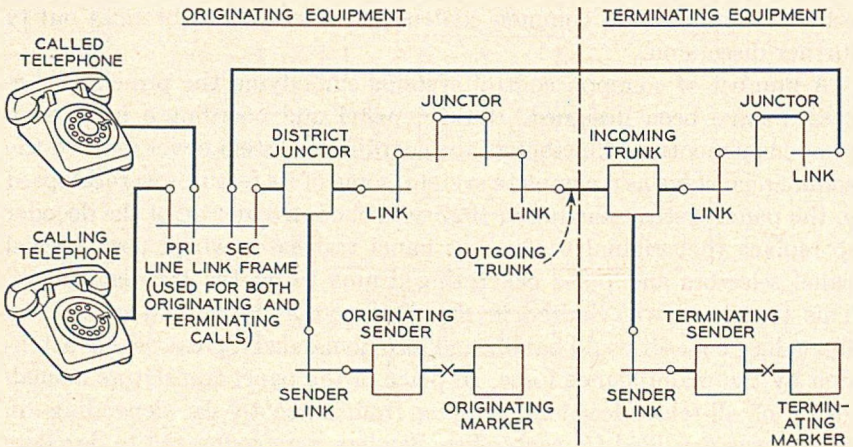 ORIGINATING EQUIPMENT
TERMINATING EQUIPMENT
CALLED
TELEPHONE
JUNCTOR
JUNCTOR
DISTRICT
JUNCTOR
INCOMING
TRUNK
LINK
LINK
LINK
LINK
CALLING
TELEPHONE
PRI SEC
LINE LINK FRAME
(USED FOR BOTH
ORIGINATING AND
TERMINATING
CALLS)
OUTGOING
TRUNK
ORIGINATING
SENDER
TERMINATING
SENDER
SENDER
LINK
ORIGINATING
MARKER
SENDER
LINK
TERMIN-
ATING
MARKER